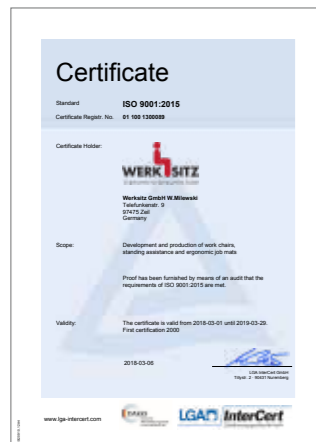 Certificate
Standard ISO 9001:2015
Certificate Registr. No. 01 100 1300089
Certificate Holder:
WERKSITZ
Werksitz GmbH W.Milewski
Telefunkenstr. 9
97475 Zeil
Germany
Scope: Development and production of work chairs,
standing assistance and ergonomic job mats
Proof has been furnished by means of an audit that the
requirements of ISO 9001:2015 are met.
Validity: The certificate is valid from 2018-03-01 until 2019-03-29.
First certification 2000
2018-03-06
LGA InterCert GmbH
Tillystr. 2 · 90431 Nuremberg
www.lga-intercert.com
DAkkS
LGA InterCert